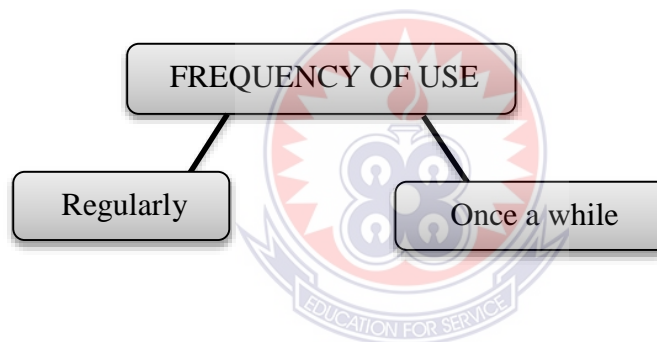 FREQUENCY OF USE
Regularly
Once a while
EDUCATION FOR SERVICE